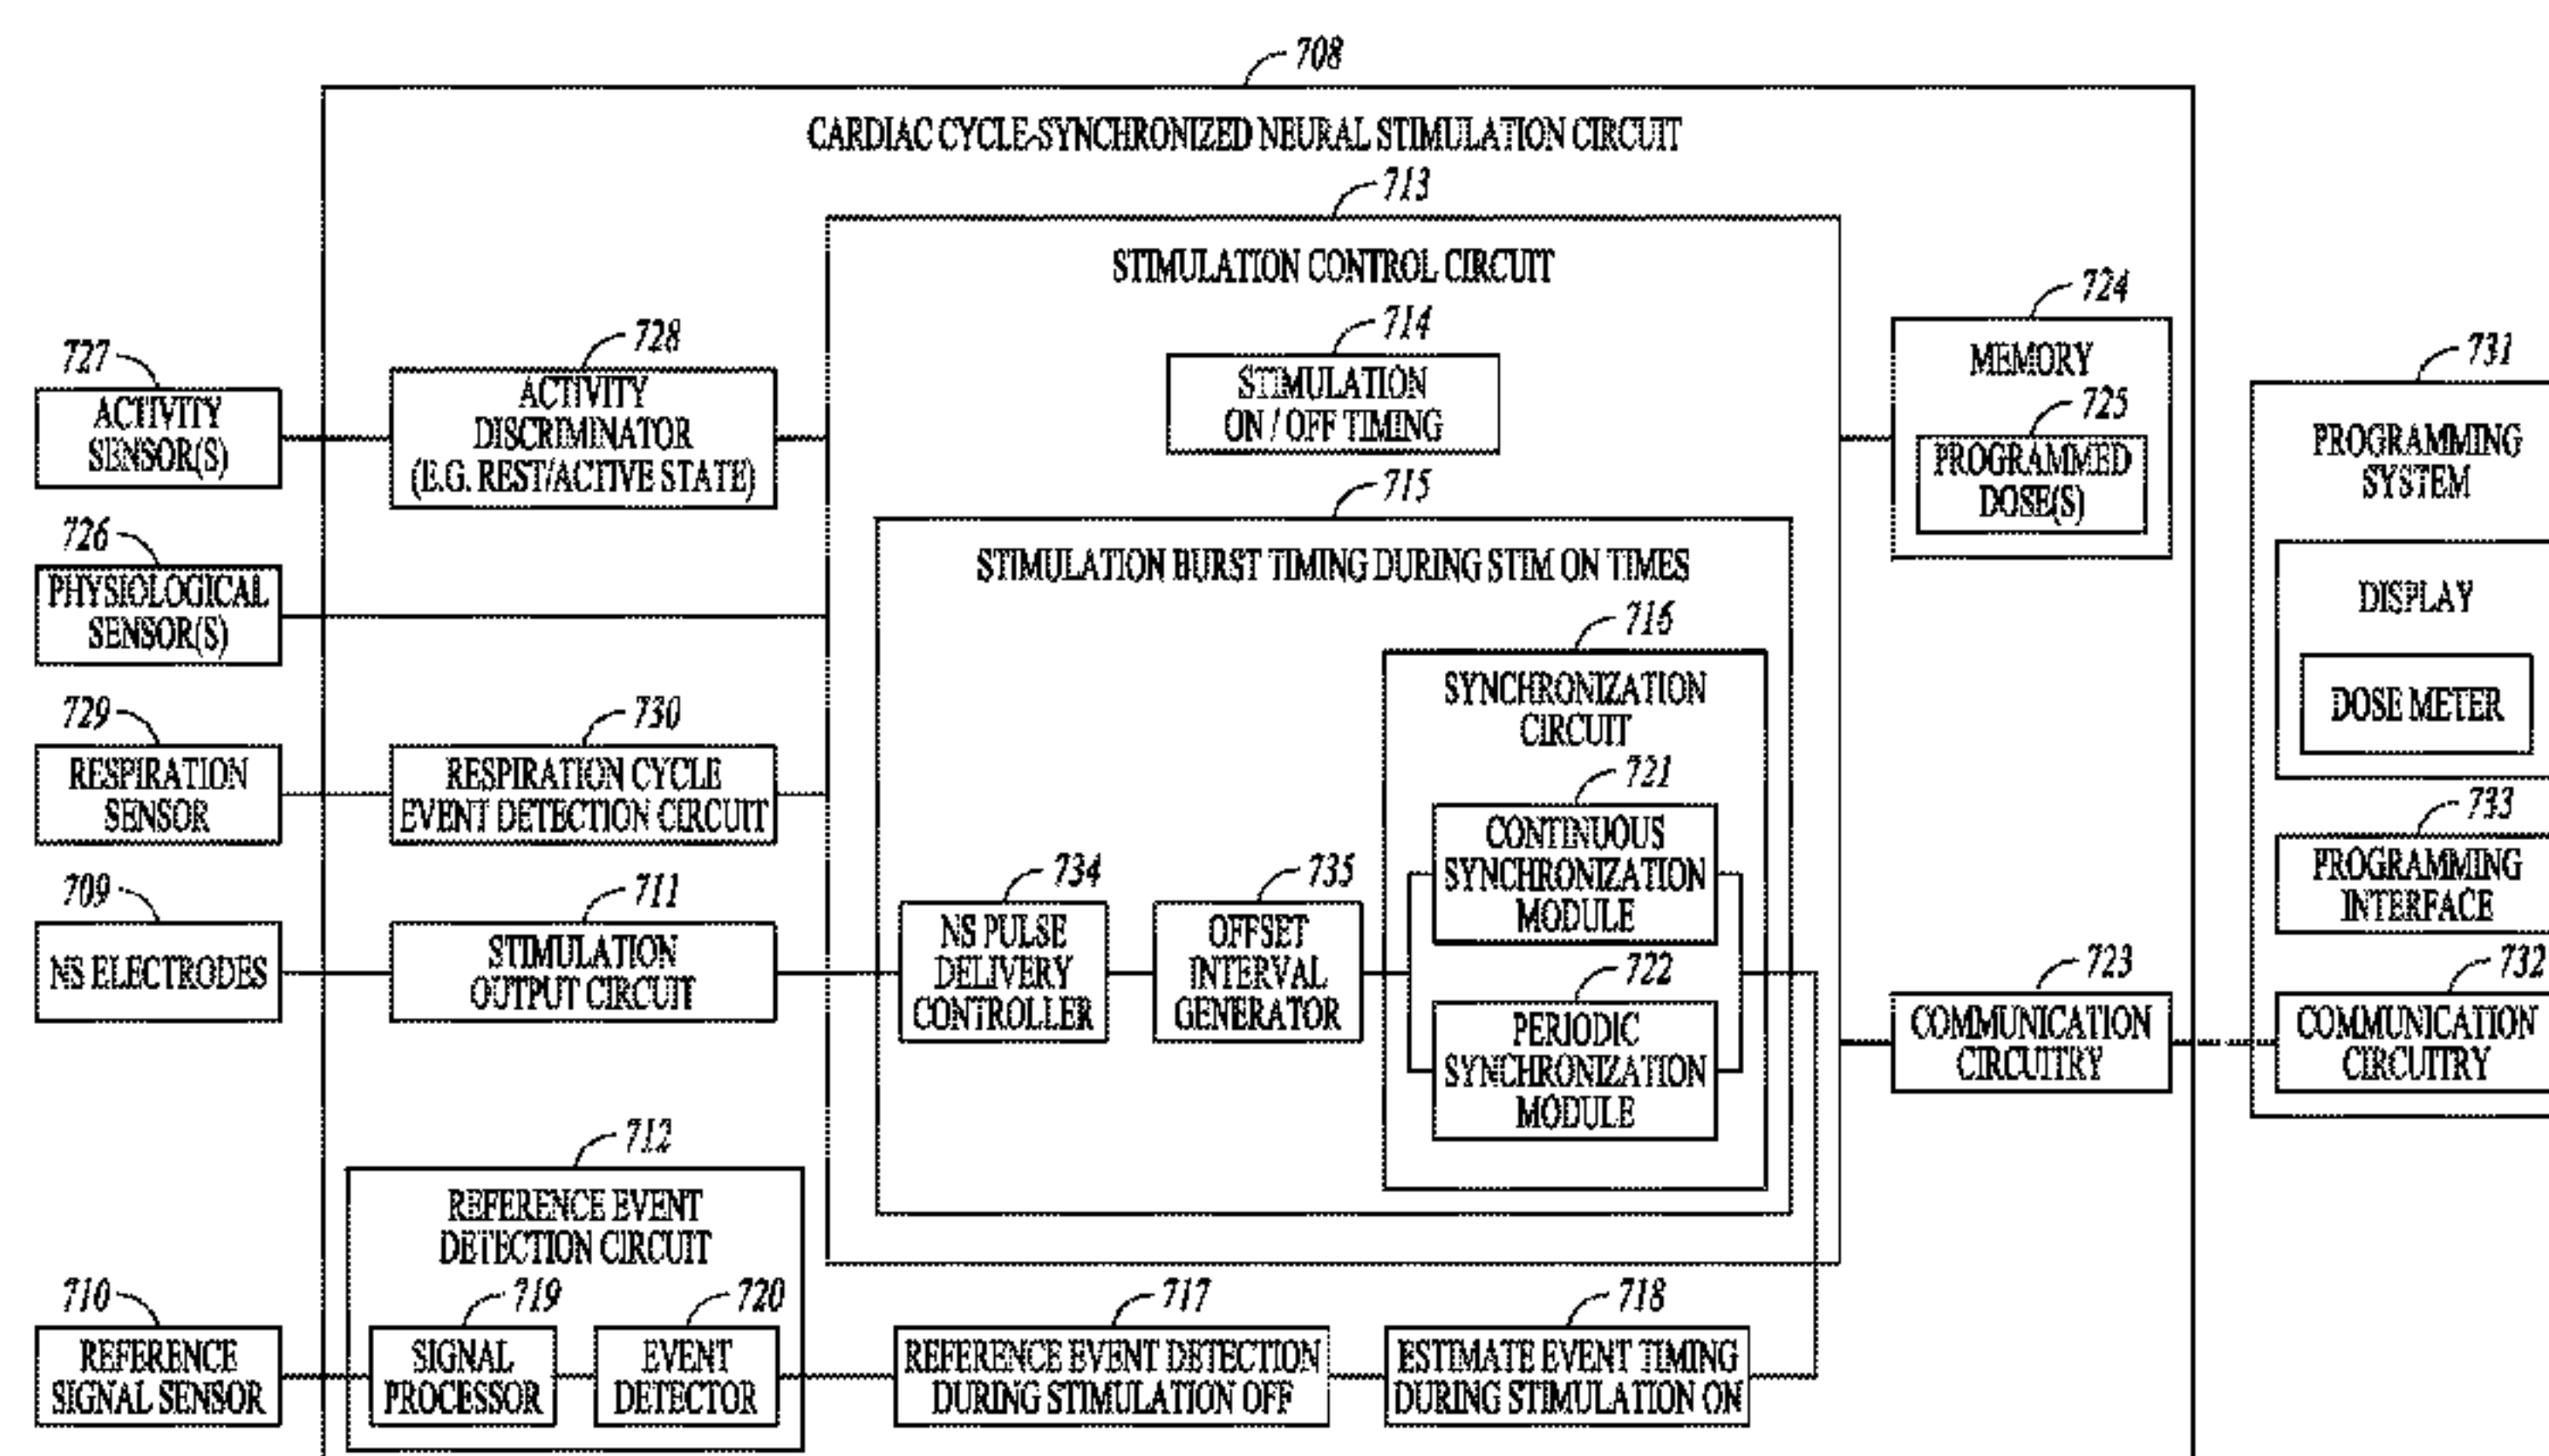 708
CARDIAC CYCLE-SYNCHRONIZED NEURAL STIMULATION CIRCUIT
713
STIMULATION CONTROL CIRCUIT
714
STIMULATION
ON / OFF TIMING
727
ACTIVITY
SENSOR(S)
728
ACTIVITY
DISCRIMINATOR
(E.G. REST/ACTIVE STATE)
726
PHYSIOLOGICAL
SENSOR(S)
729
RESPIRATION
SENSOR
730
RESPIRATION CYCLE
EVENT DETECTION CIRCUIT
709
NS ELECTRODES
711
STIMULATION
OUTPUT CIRCUIT
715
STIMULATION BURST TIMING DURING STIM ON TIMES
734
NS PULSE
DELIVERY
CONTROLLER
735
OFFSET
INTERVAL
GENERATOR
716
SYNCHRONIZATION
CIRCUIT
721
CONTINUOUS
SYNCHRONIZATION
MODULE
722
PERIODIC
SYNCHRONIZATION
MODULE
724
MEMORY
725
PROGRAMMED
DOSE(S)
723
COMMUNICATION
CIRCUITRY
731
PROGRAMMING
SYSTEM
DISPLAY
DOSE METER
733
PROGRAMMING
INTERFACE
732
COMMUNICATION
CIRCUITRY
712
REFERENCE EVENT
DETECTION CIRCUIT
710
REFERENCE
SIGNAL SENSOR
719
SIGNAL
PROCESSOR
720
EVENT
DETECTOR
717
REFERENCE EVENT DETECTION
DURING STIMULATION OFF
718
ESTIMATE EVENT TIMING
DURING STIMULATION ON